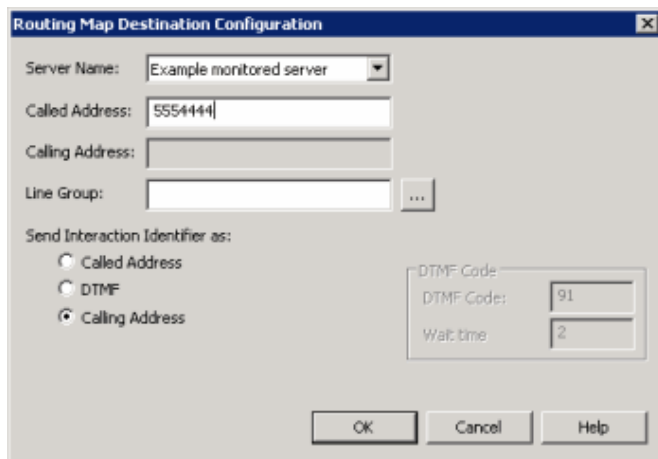 Routing Map Destination Configuration
Server Name: Example monitored server
Called Address: 5554444
Calling Address:
Line Group: ...
Send Interaction Identifier as:
Called Address
DTMF
Calling Address
DTMF Code
DTMF Code: 91
Wait time 2
OK Cancel Help